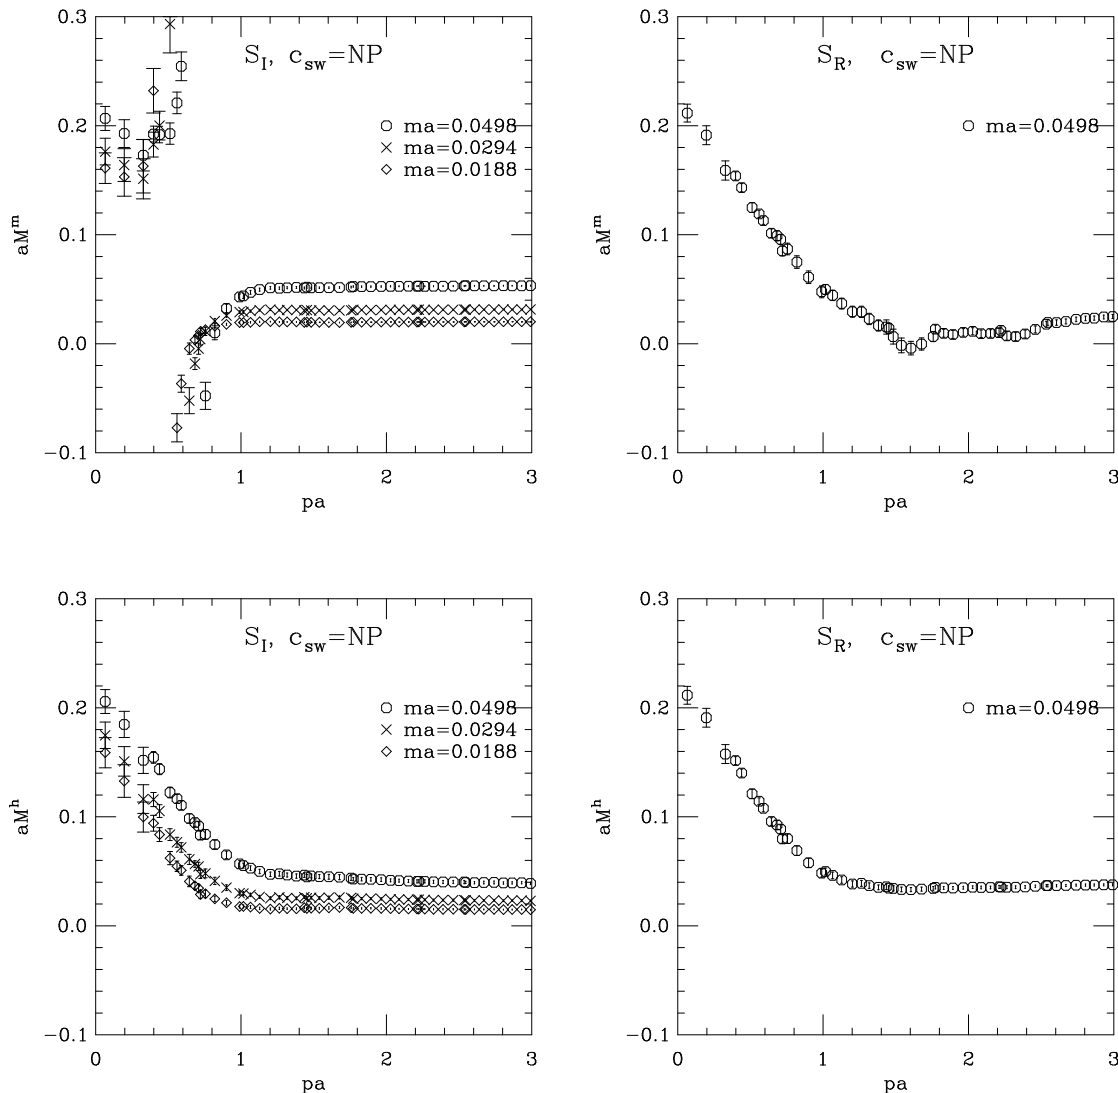 S_I, c_sw=NP
ma=0.0498
ma=0.0294
ma=0.0188
0.3
0.2
0.1
0.0
−0.1
aM^m
0 1 2 3
pa
S_R, c_sw=NP
ma=0.0498
0.3
0.2
0.1
0.0
−0.1
aM^m
0 1 2 3
pa
S_I, c_sw=NP
ma=0.0498
ma=0.0294
ma=0.0188
0.3
0.2
0.1
0.0
−0.1
aM^h
0 1 2 3
pa
S_R, c_sw=NP
ma=0.0498
0.3
0.2
0.1
0.0
−0.1
aM^h
0 1 2 3
pa